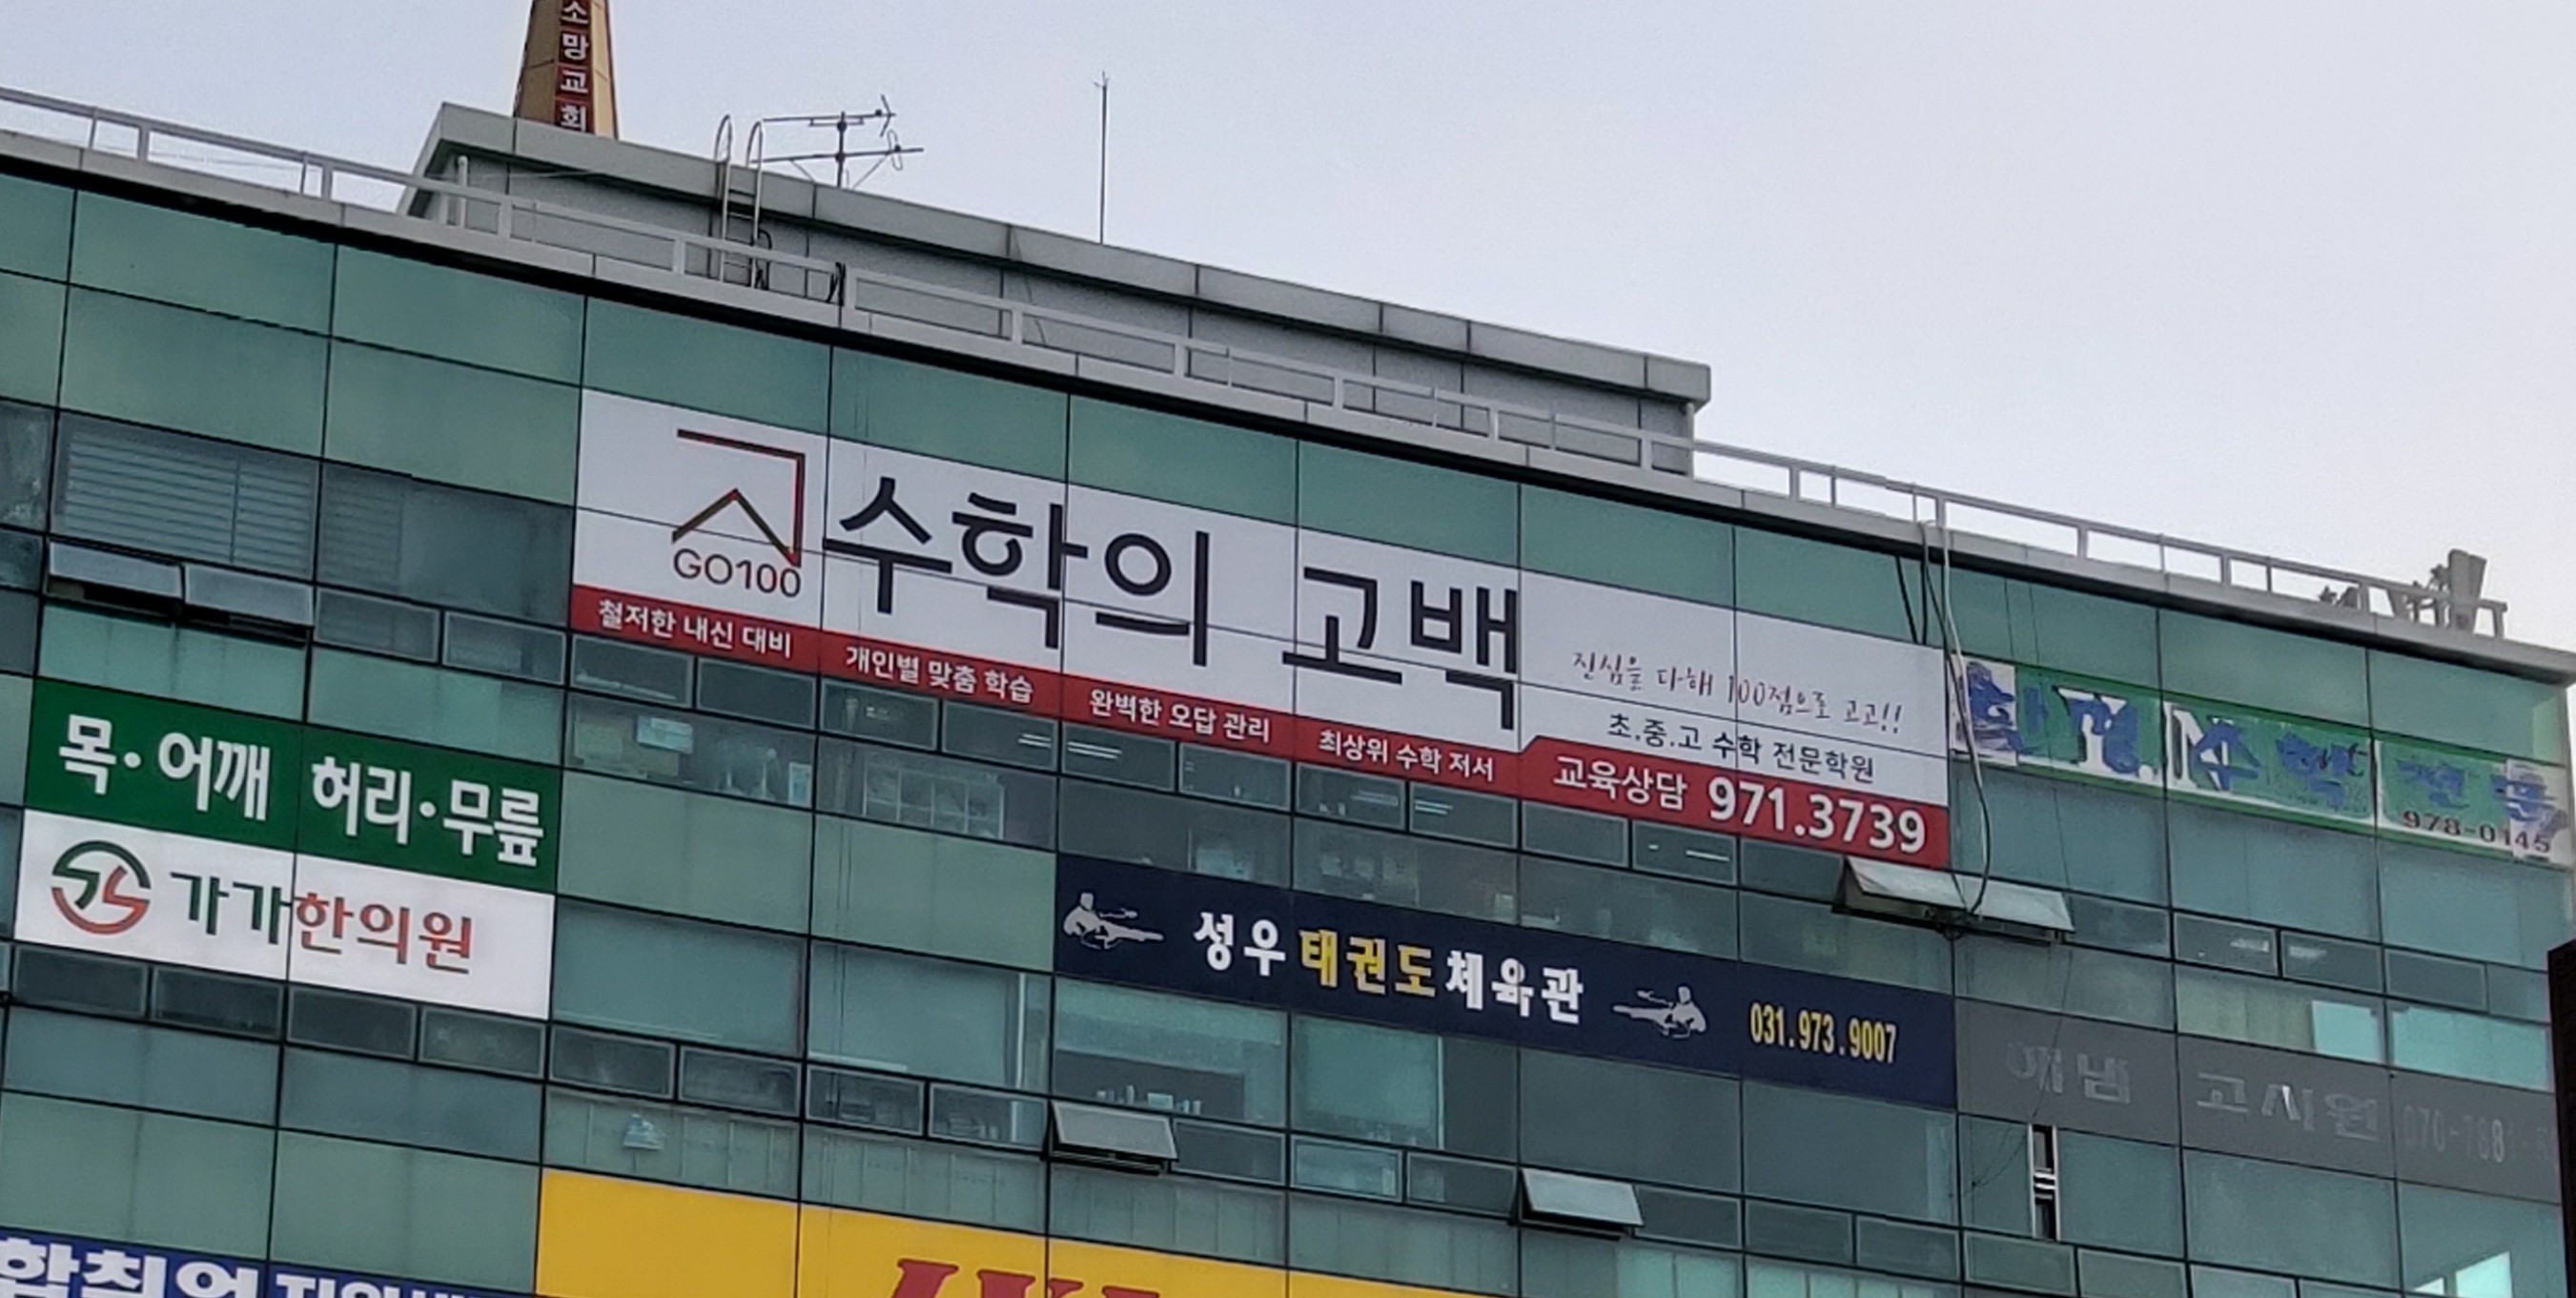 소망교회
GO100
수학의 고백
진심을 다해 100점으로 고고!!
초.중.고 수학 전문학원
철저한 내신 대비
개인별 맞춤 학습
완벽한 오답 관리
최상위 수학 저서
교육상담 971.3739
978-0145
목·어깨 허리·무릎
가가한의원
성우태권도체육관
031.973.9007
고시원